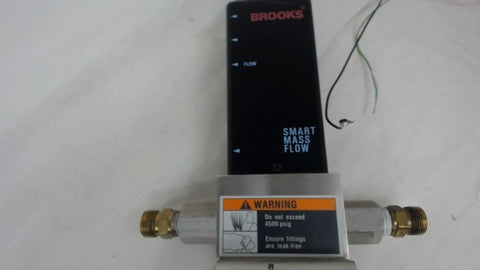 BROOKS
FLOW
SMART
MASS
FLOW
WARNING
Do not exceed
4500 psig
Ensure fittings
are leak-free